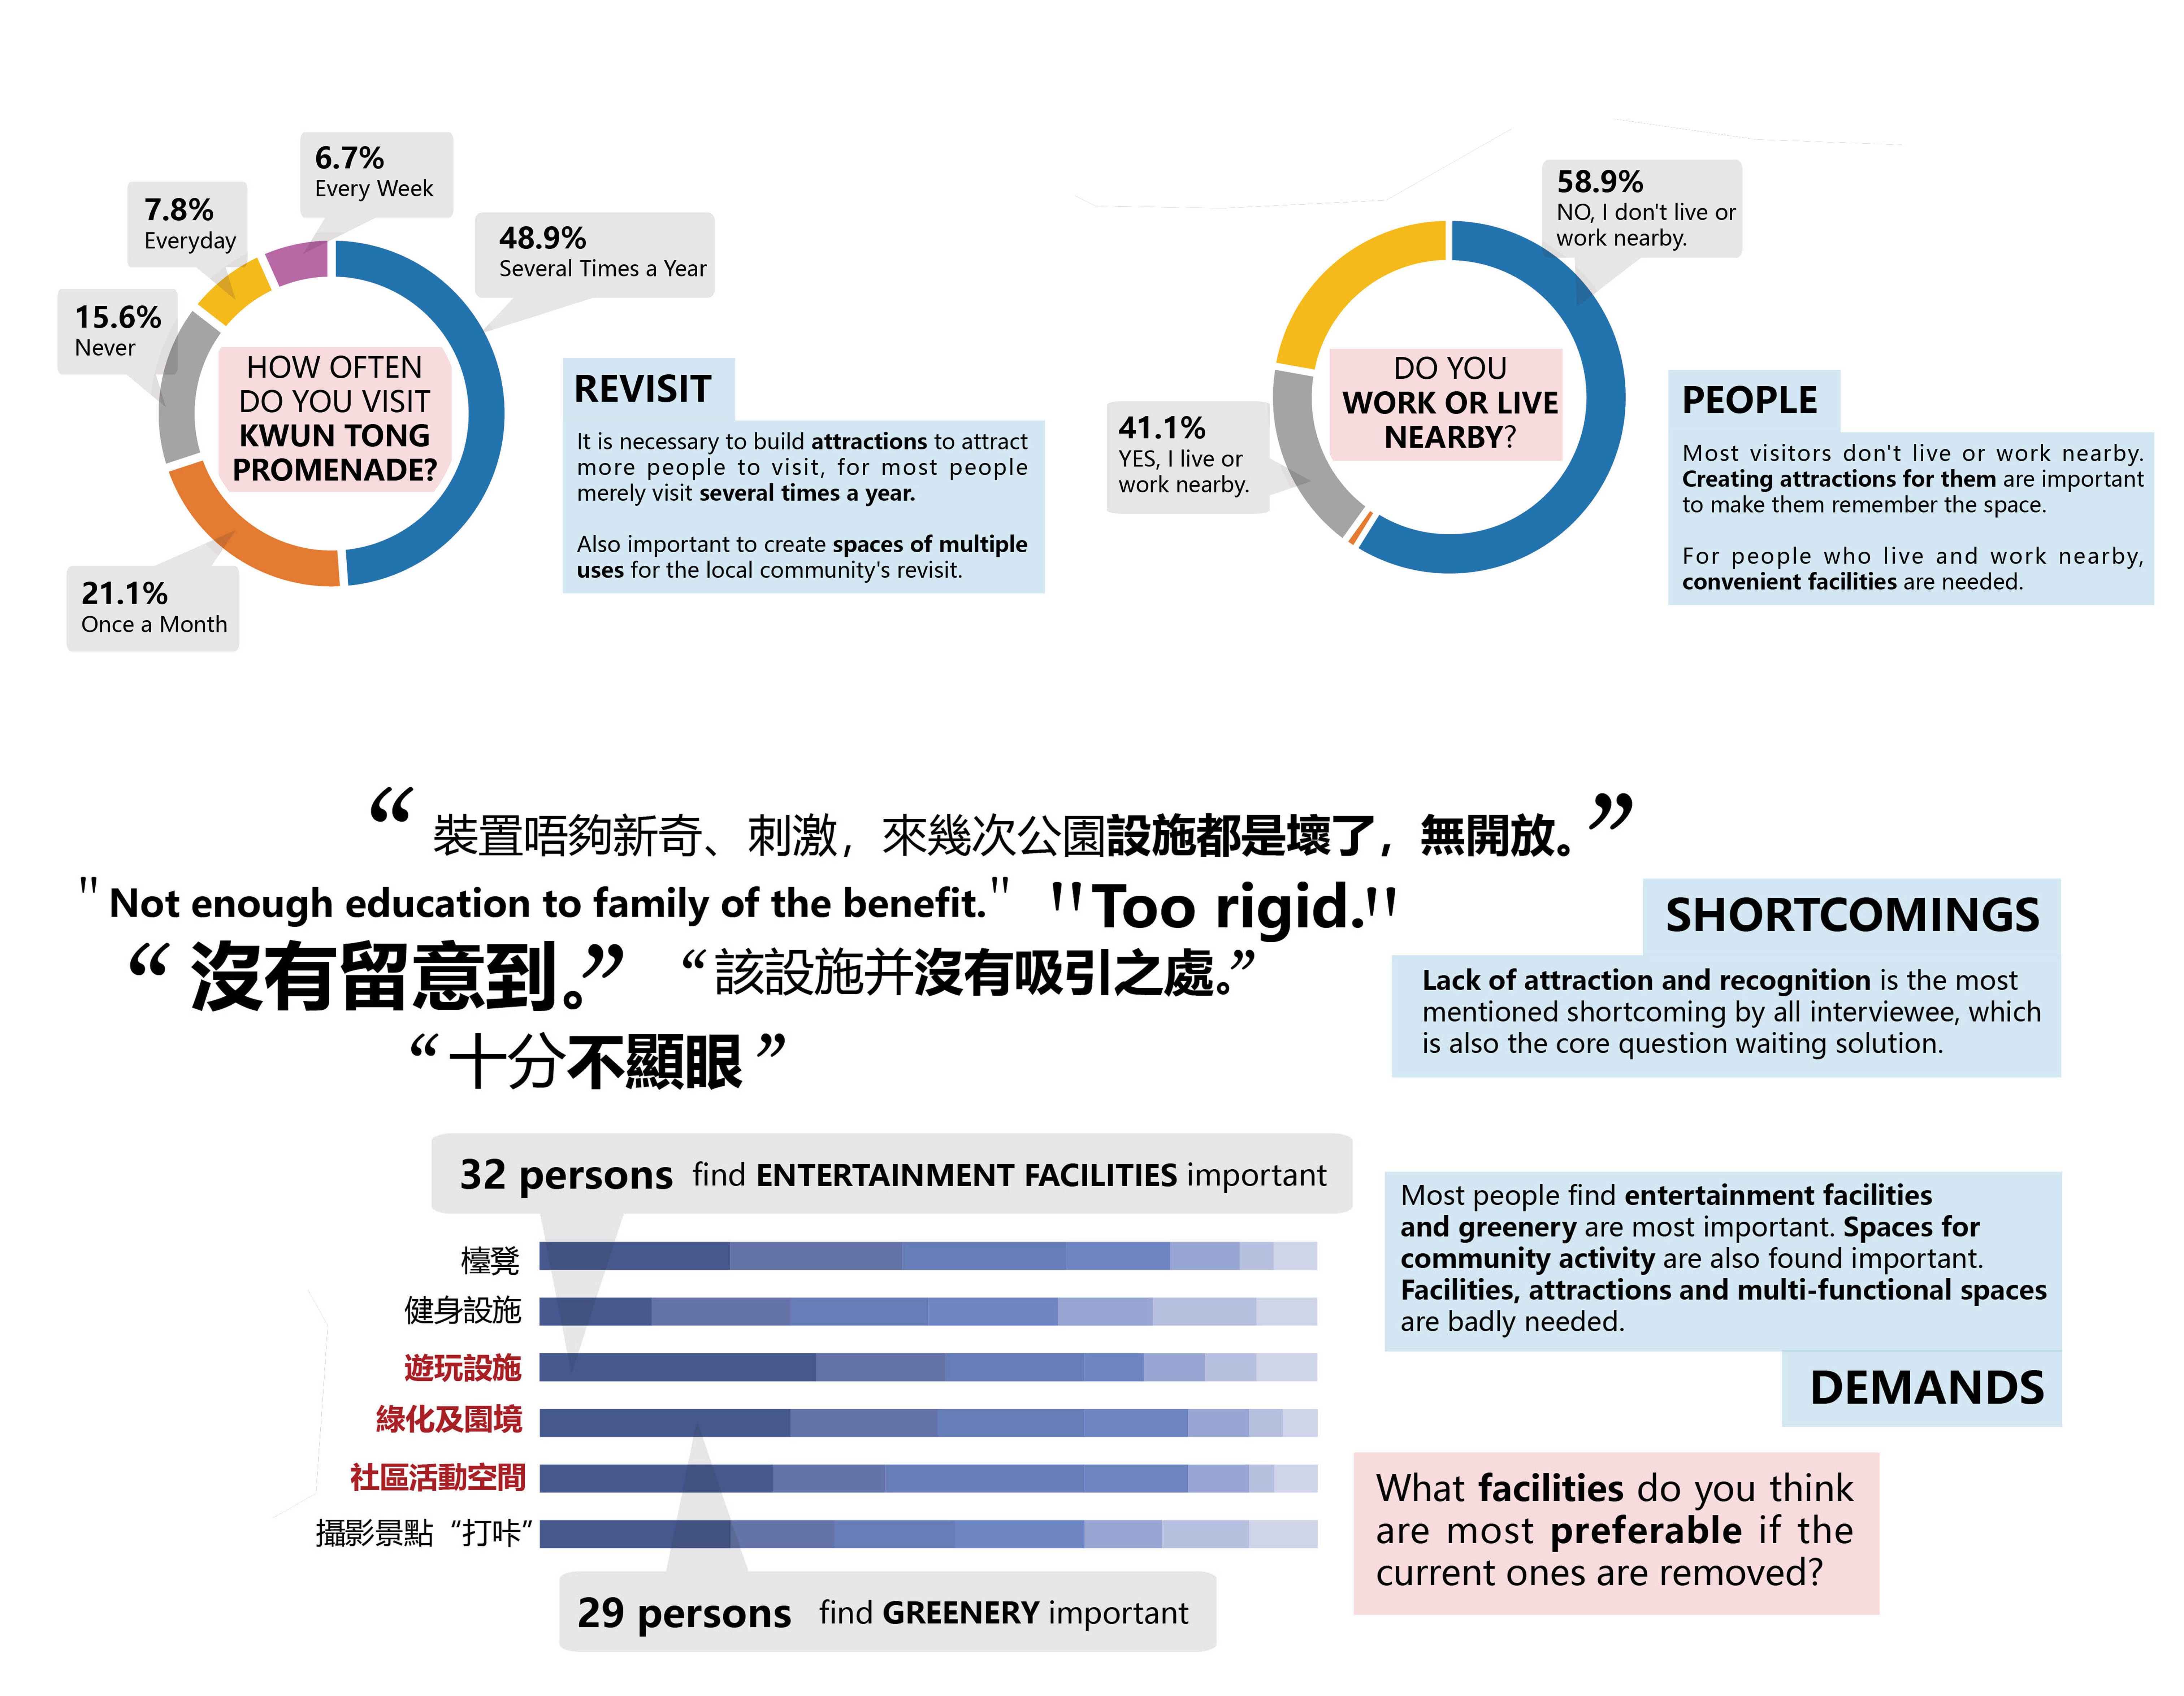 6.7%
Every Week
7.8%
Everyday
48.9%
Several Times a Year
15.6%
Never
21.1%
Once a Month
HOW OFTEN
DO YOU VISIT
KWUN TONG
PROMENADE?
REVISIT
It is necessary to build attractions to attract
more people to visit, for most people
merely visit several times a year.
Also important to create spaces of multiple
uses for the local community's revisit.
58.9%
NO, I don't live or
work nearby.
41.1%
YES, I live or
work nearby.
DO YOU
WORK OR LIVE
NEARBY?
PEOPLE
Most visitors don't live or work nearby.
Creating attractions for them are important
to make them remember the space.
For people who live and work nearby,
convenient facilities are needed.
“裝置唔夠新奇、刺激，來幾次公園設施都是壞了，無開放。”
"Not enough education to family of the benefit."
"Too rigid."
“沒有留意到。”
“該設施并沒有吸引之處。”
“十分不顯眼”
SHORTCOMINGS
Lack of attraction and recognition is the most
mentioned shortcoming by all interviewee, which
is also the core question waiting solution.
32 persons find ENTERTAINMENT FACILITIES important
檯凳
健身設施
遊玩設施
綠化及園境
社區活動空間
攝影景點“打咔”
29 persons find GREENERY important
Most people find entertainment facilities
and greenery are most important. Spaces for
community activity are also found important.
Facilities, attractions and multi-functional spaces
are badly needed.
DEMANDS
What facilities do you think
are most preferable if the
current ones are removed?